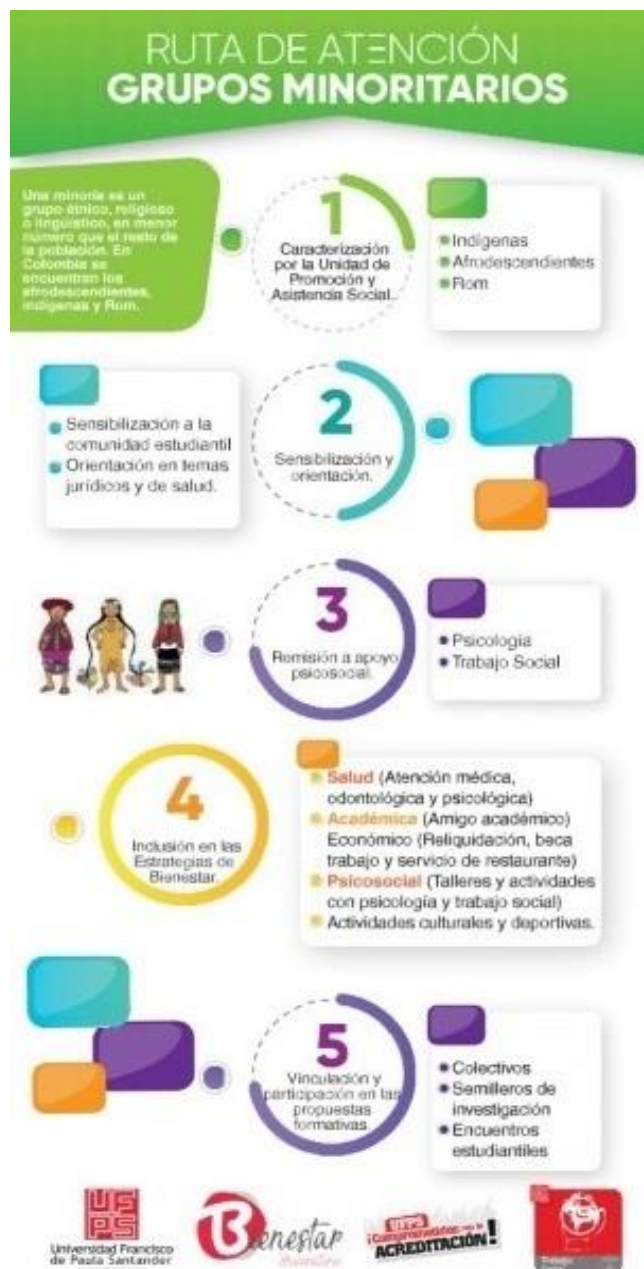 RUTA DE ATENCIÓN
GRUPOS MINORITARIOS
Una minoría es un
grupo étnico, religioso
o lingüístico, en menor
número que el resto de
la población. En
Colombia se
encuentran los
afrodescendientes,
indígenas y Rom.
1
Caracterización
por la Unidad de
Promoción y
Asistencia Social.
Indígenas
Afrodescendientes
Rom
Sensibilización a la
comunidad estudiantil
Orientación en temas
jurídicos y de salud.
2
Sensibilización y
orientación.
3
Remisión a apoyo
psicosocial.
Psicología
Trabajo Social
4
Inclusión en las
Estrategias de
Bienestar.
Salud (Atención médica,
odontológica y psicológica)
Académica (Amigo académico)
Económico (Reliquidación, beca
trabajo y servicio de restaurante)
Psicosocial (Talleres y actividades
con psicología y trabajo social)
Actividades culturales y deportivas.
5
Vinculación y
participación en las
propuestas
formativas.
Colectivos
Semilleros de
investigación
Encuentros
estudiantiles
UFPS
Universidad Francisco
de Paula Santander
Bienestar
UFPS
ACREDITACIÓN!